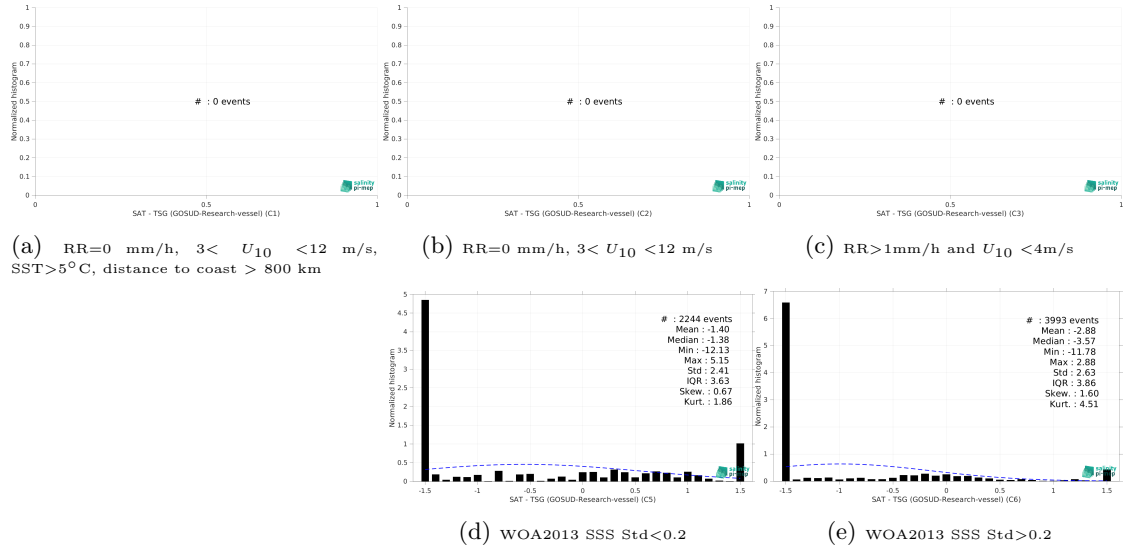 Normalized histogram
1
0.9
0.8
0.7
0.6
0.5
0.4
0.3
0.2
0.1
0
# : 0 events
salinity
pi-mep
0 0.5 1
SAT - TSG (GOSUD-Research-vessel) (C1)
Normalized histogram
1
0.9
0.8
0.7
0.6
0.5
0.4
0.3
0.2
0.1
0
# : 0 events
salinity
pi-mep
0 0.5 1
SAT - TSG (GOSUD-Research-vessel) (C2)
Normalized histogram
1
0.9
0.8
0.7
0.6
0.5
0.4
0.3
0.2
0.1
0
# : 0 events
salinity
pi-mep
0 0.5 1
SAT - TSG (GOSUD-Research-vessel) (C3)
(a) RR=0 mm/h, 3< U10 <12 m/s,
SST>5°C, distance to coast > 800 km
(b) RR=0 mm/h, 3< U10 <12 m/s
(c) RR>1mm/h and U10 <4m/s
Normalized histogram
5
4.5
4
3.5
3
2.5
2
1.5
1
0.5
0
# : 2244 events
Mean : -1.40
Median : -1.38
Min : -12.13
Max : 5.15
Std : 2.41
IQR : 3.63
Skew. : 0.67
Kurt. : 1.86
salinity
pi-mep
-1.5 -1 -0.5 0 0.5 1 1.5
SAT - TSG (GOSUD-Research-vessel) (C5)
Normalized histogram
7
6
5
4
3
2
1
0
# : 3993 events
Mean : -2.88
Median : -3.57
Min : -11.78
Max : 2.88
Std : 2.63
IQR : 3.86
Skew. : 1.60
Kurt. : 4.51
salinity
pi-mep
-1.5 -1 -0.5 0 0.5 1 1.5
SAT - TSG (GOSUD-Research-vessel) (C6)
(d) WOA2013 SSS Std<0.2
(e) WOA2013 SSS Std>0.2